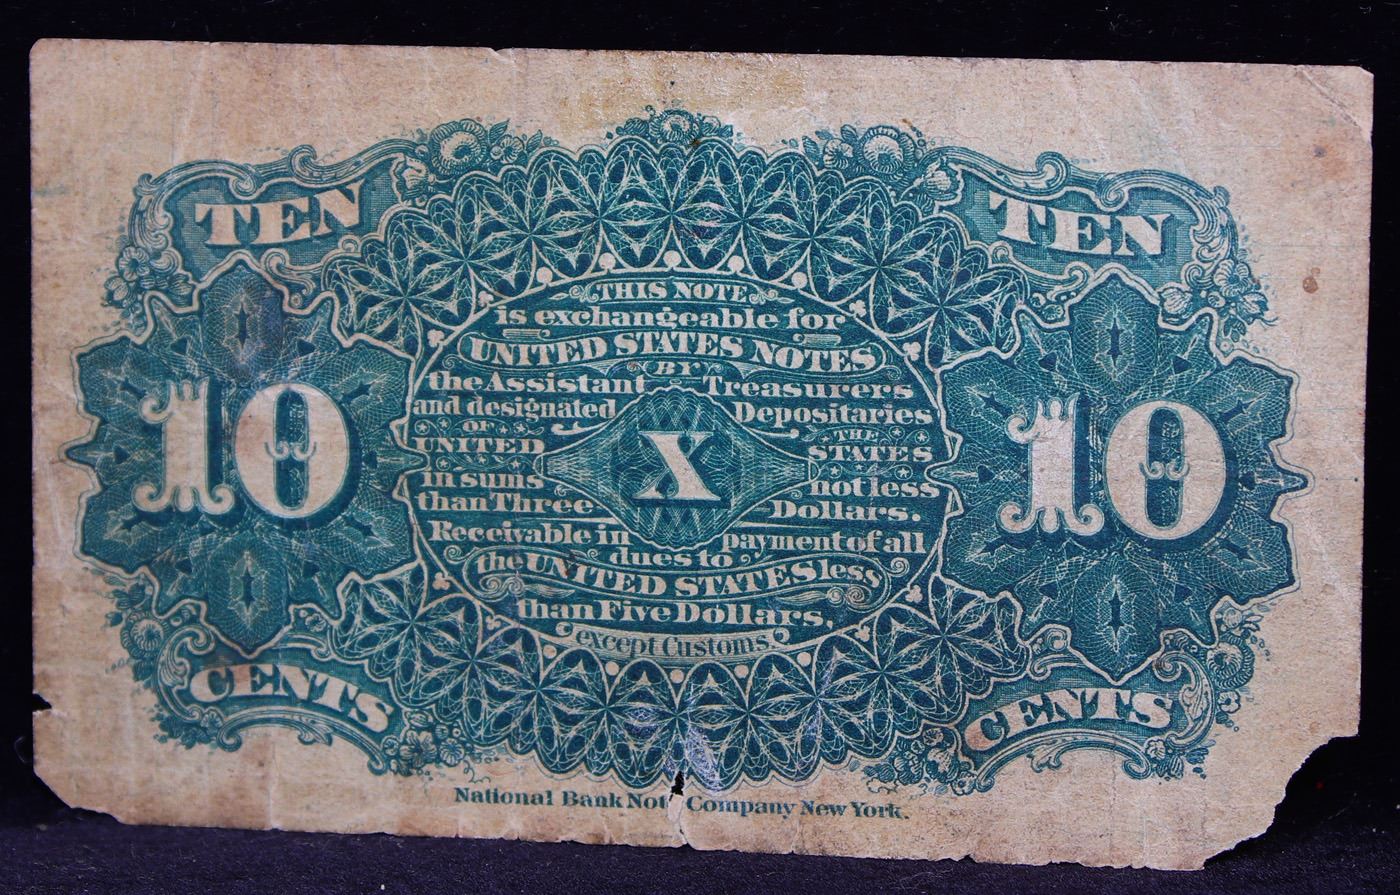 TEN TEN
THIS NOTE
is exchangeable for
UNITED STATES NOTES
BY
the Assistant Treasurers
and designated Depositaries
OF THE
UNITED STATES
in sums not less
than Three Dollars.
X
10 10
Receivable in payment of all
dues to
the UNITED STATES less
than Five Dollars,
except Customs.
CENTS CENTS
National Bank Note Company New York.